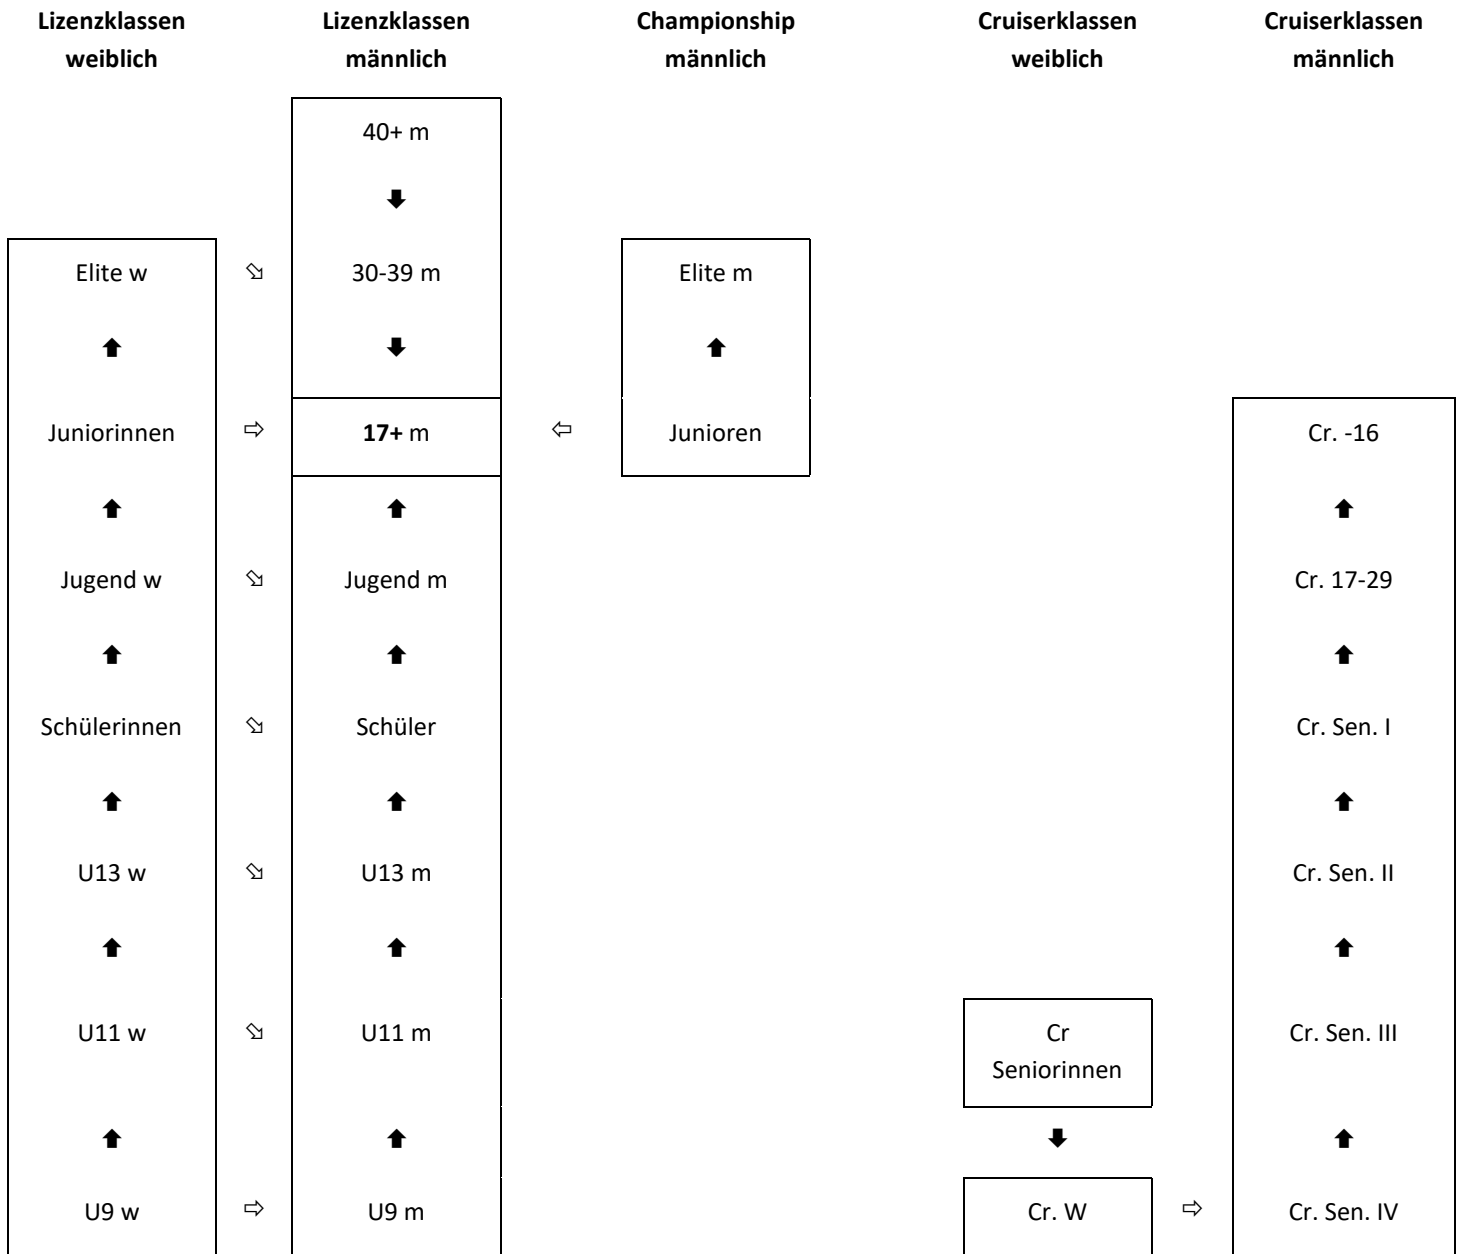 Lizenzklassen weiblich
Lizenzklassen männlich
Championship männlich
Cruiserklassen weiblich
Cruiserklassen männlich
40+ m
🡇
Elite w ⬂ 30-39 m Elite m
🡅 🡇 🡅
Juniorinnen ⇨ 17+ m ⇦ Junioren Cr. -16
🡅 🡅 🡅
Jugend w ⬂ Jugend m Cr. 17-29
🡅 🡅 🡅
Schülerinnen ⬂ Schüler Cr. Sen. I
🡅 🡅 🡅
U13 w ⬂ U13 m Cr. Sen. II
🡅 🡅 🡅
U11 w ⬂ U11 m Cr Seniorinnen Cr. Sen. III
🡅 🡅 🡇 🡅
U9 w ⇨ U9 m Cr. W ⇨ Cr. Sen. IV